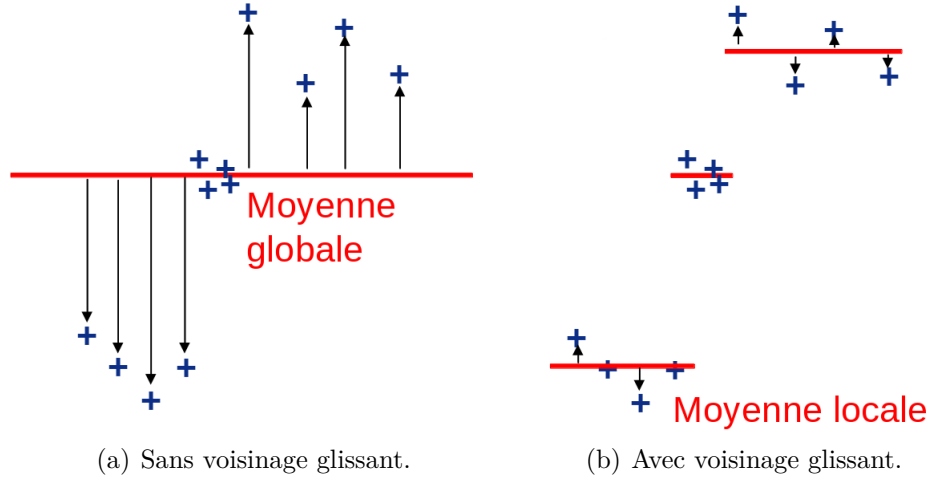 Moyenne
globale
Moyenne locale
(a) Sans voisinage glissant.
(b) Avec voisinage glissant.